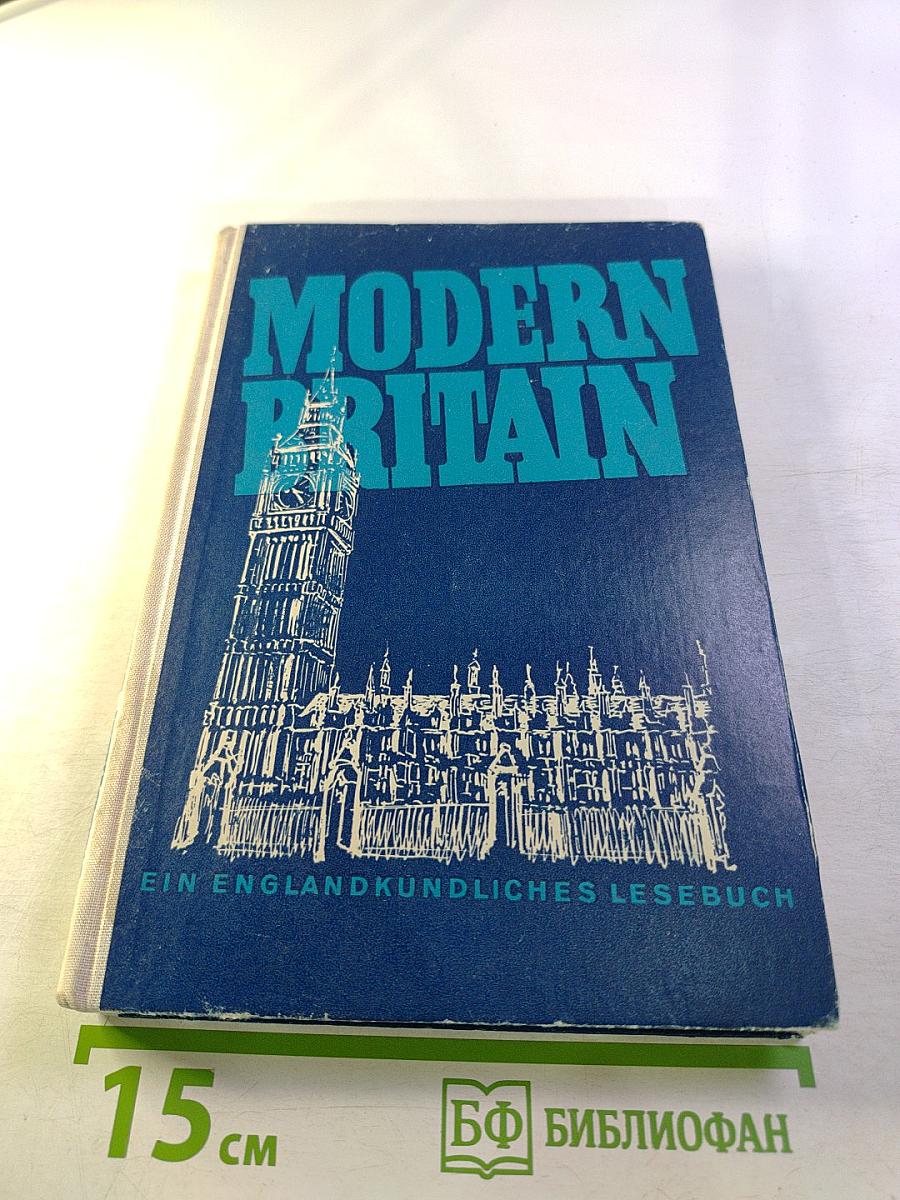 MODERN
BRITAIN
EIN ENGLANDKUNDLICHES LESEBUCH
15 см
БФ БИБЛИОФАН